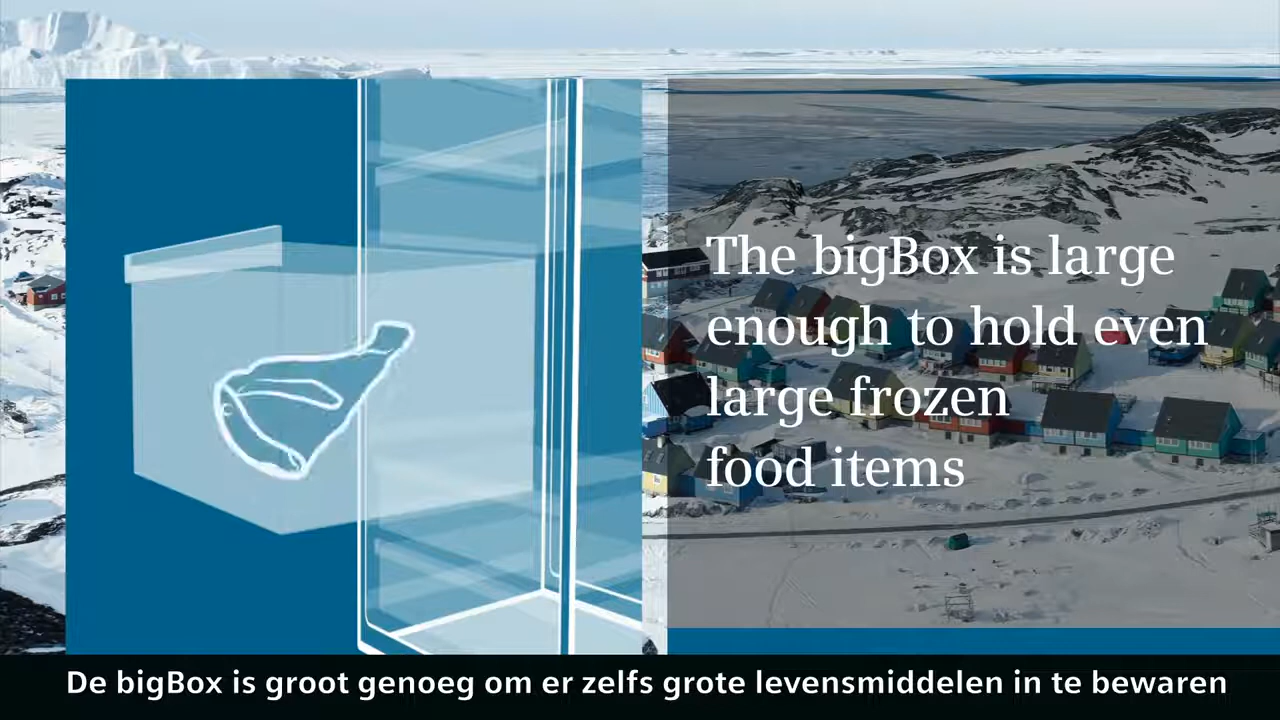 The bigBox is large
enough to hold even
large frozen
food items
De bigBox is groot genoeg om er zelfs grote levensmiddelen in te bewaren